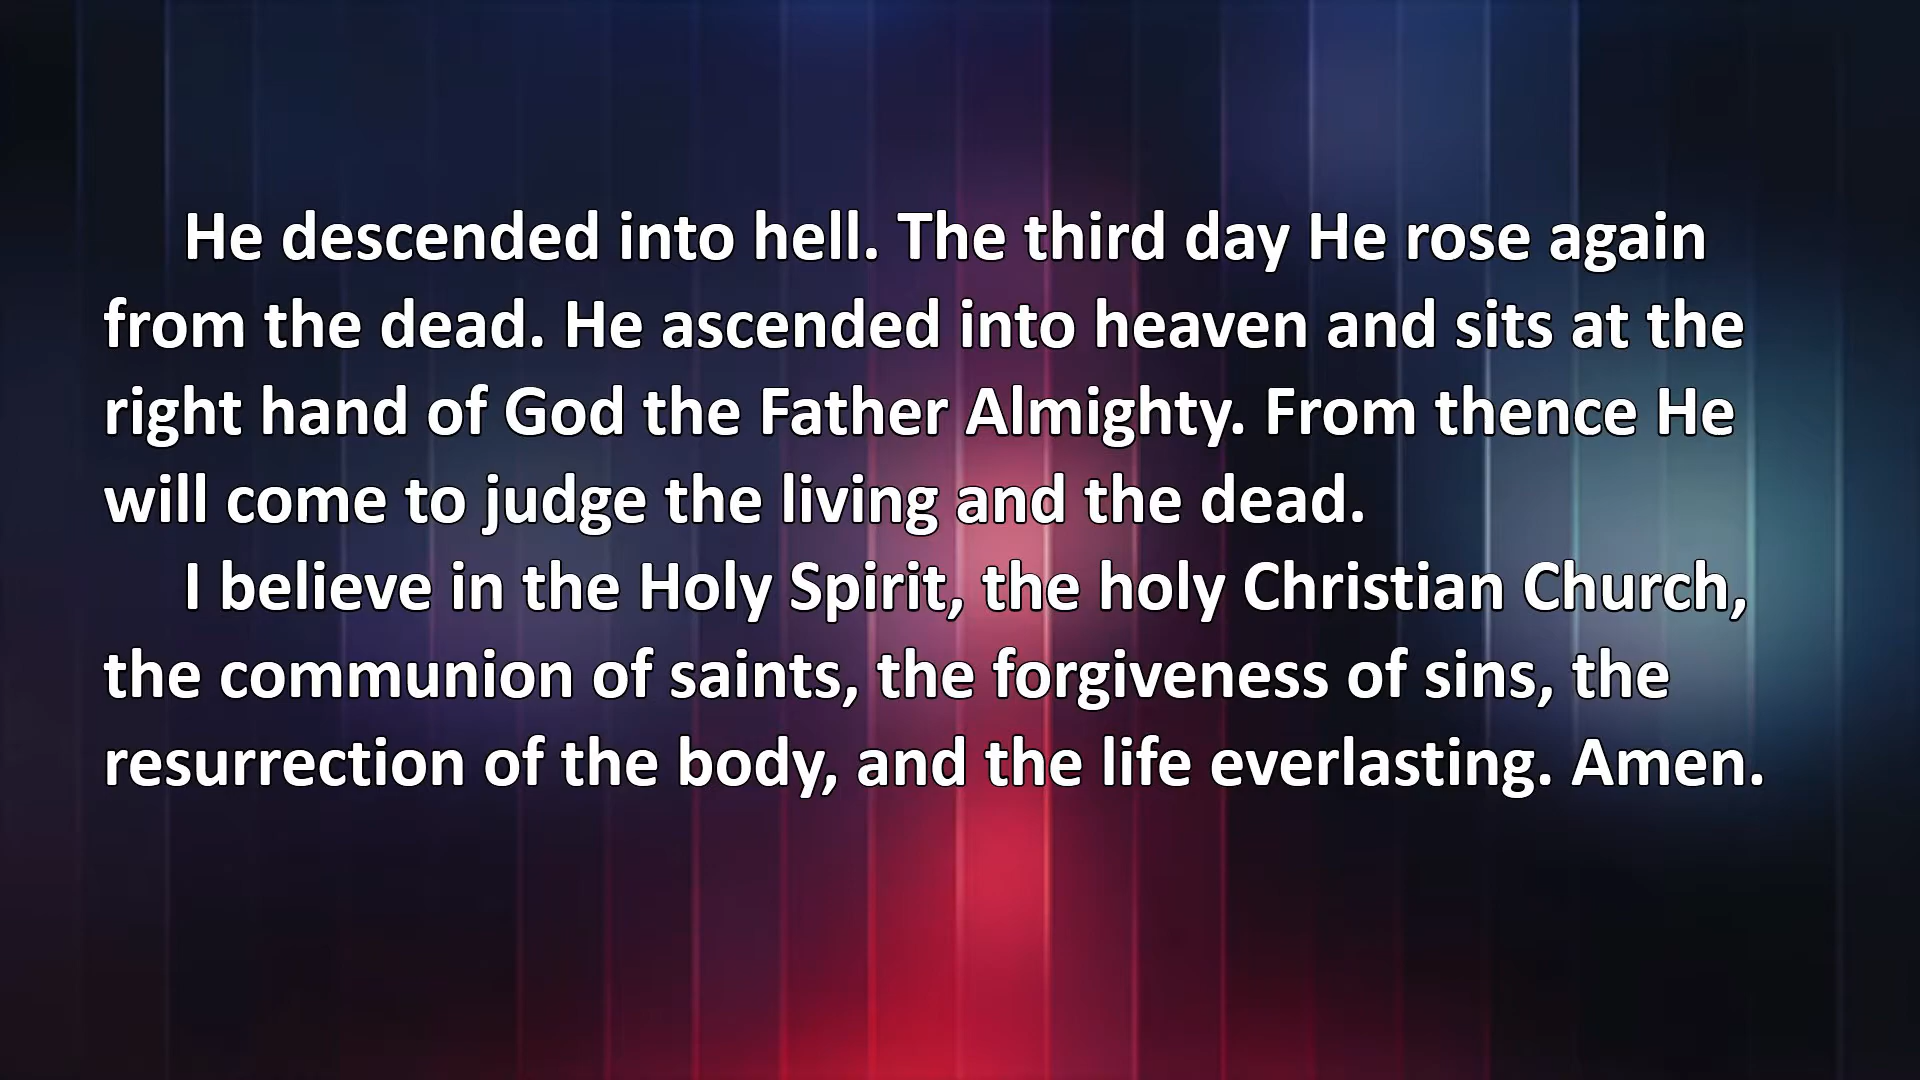 He descended into hell. The third day He rose again
from the dead. He ascended into heaven and sits at the
right hand of God the Father Almighty. From thence He
will come to judge the living and the dead.
I believe in the Holy Spirit, the holy Christian Church,
the communion of saints, the forgiveness of sins, the
resurrection of the body, and the life everlasting. Amen.